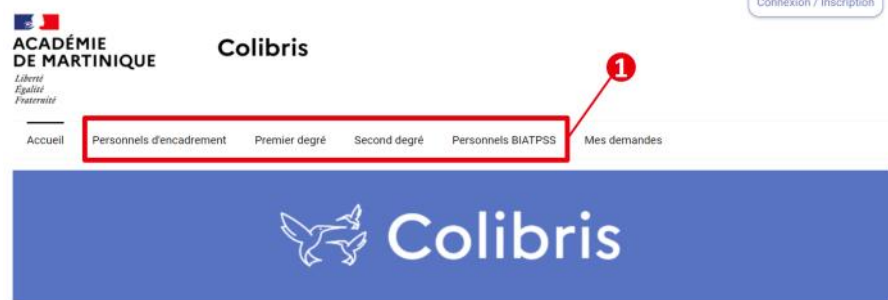 Connexion / Inscription
ACADÉMIE
DE MARTINIQUE
Liberté
Égalité
Fraternité
Colibris
1
Accueil Personnels d'encadrement Premier degré Second degré Personnels BIATPSS Mes demandes
Colibris